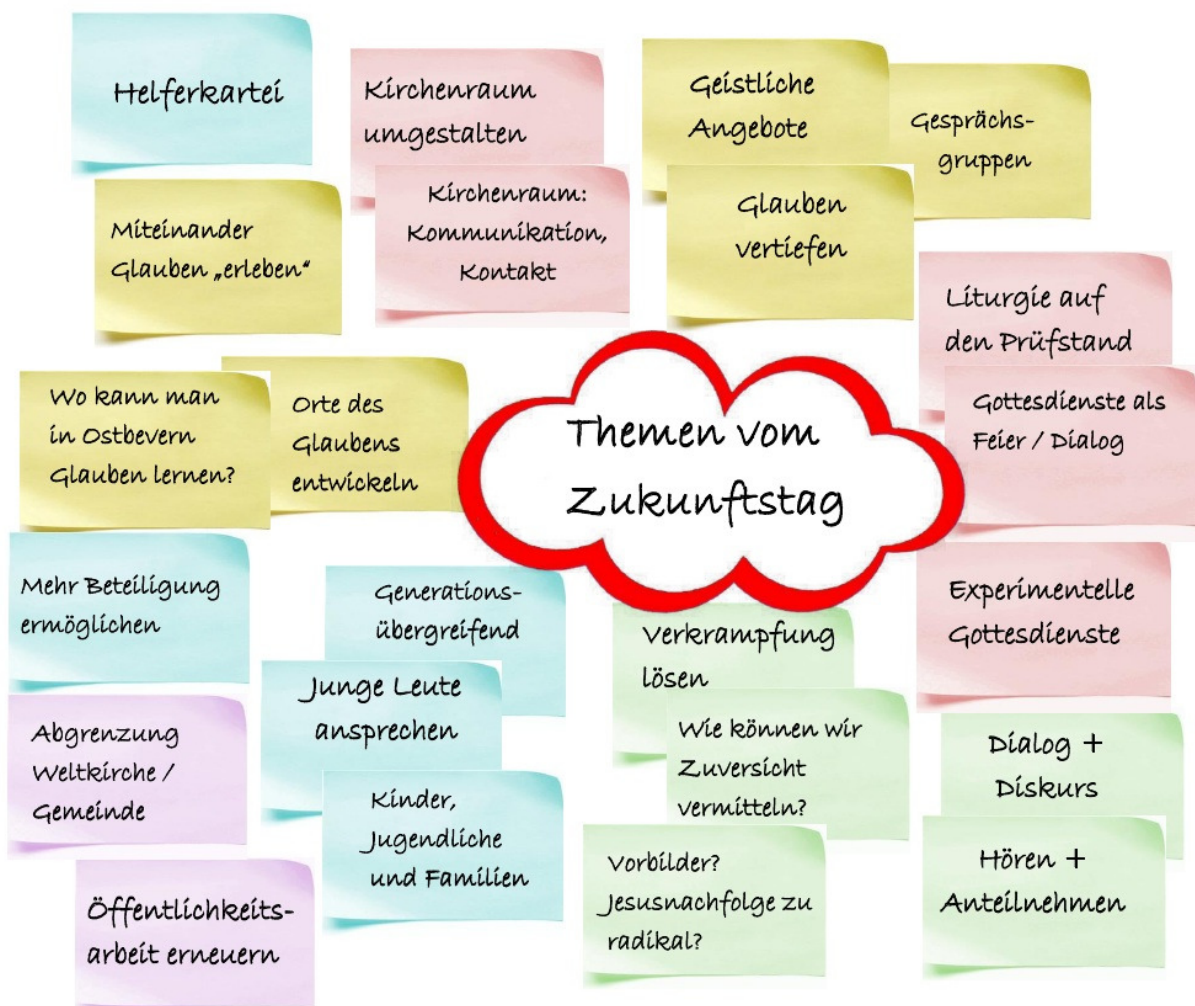 Helferkartei
Kirchenraum
umgestalten
Geistliche
Angebote
Gesprächs-
gruppen
Miteinander
Glauben „erleben“
Kirchenraum:
Kommunikation,
Kontakt
Glauben
vertiefen
Liturgie auf
den Prüfstand
Gottesdienste als
Feier / Dialog
Wo kann man
in Ostbevern
Glauben lernen?
Orte des
Glaubens
entwickeln
Themen vom
Zukunftstag
Mehr Beteiligung
ermöglichen
Generations-
übergreifend
Junge Leute
ansprechen
Verkrampfung
lösen
Experimentelle
Gottesdienste
Abgrenzung
Weltkirche /
Gemeinde
Kinder,
Jugendliche
und Familien
Wie können wir
Zuversicht
vermitteln?
Dialog +
Diskurs
Öffentlichkeits-
arbeit erneuern
Vorbilder?
Jesusnachfolge zu
radikal?
Hören +
Anteilnehmen